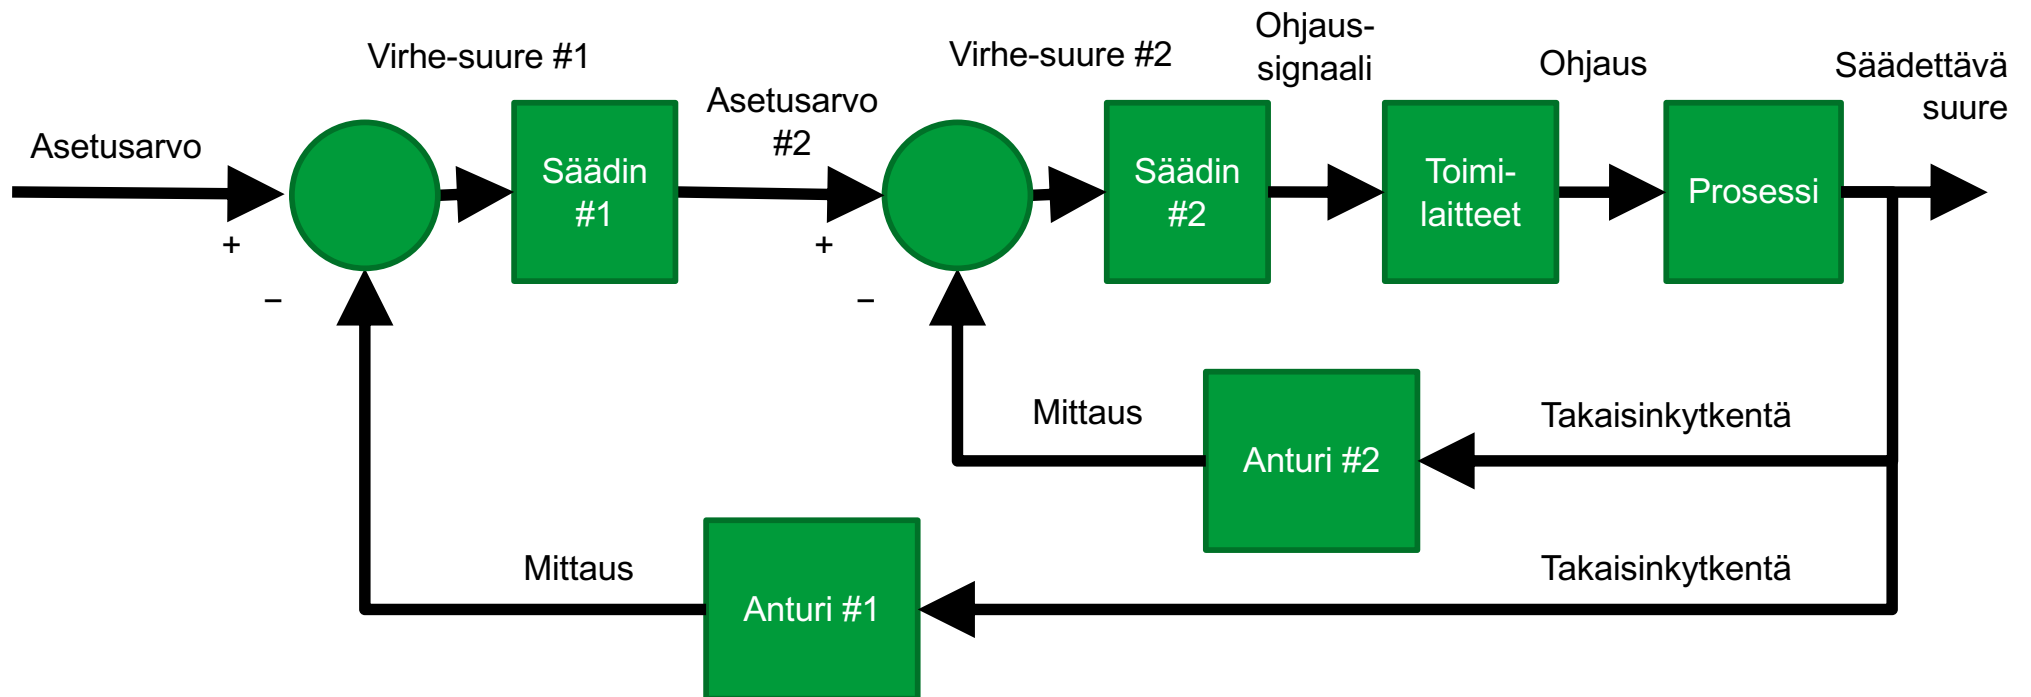 Virhe-suure #1
Virhe-suure #2
Ohjaus-
signaali
Ohjaus
Säädettävä
suure
Asetusarvo
Asetusarvo
#2
Säädin
#1
Säädin
#2
Toimi-
laitteet
Prosessi
+
−
+
−
Mittaus
Anturi #2
Takaisinkytkentä
Mittaus
Anturi #1
Takaisinkytkentä